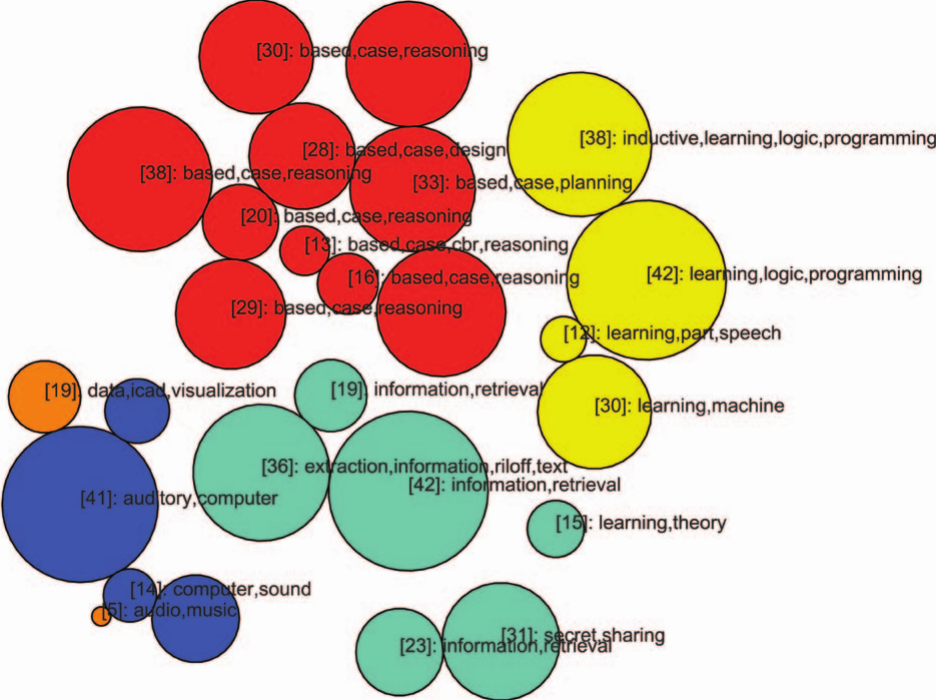 [30]: based,case,reasoning
[38]: inductive,learning,logic,programming
[28]: based,case,design
[38]: based,case,reasoning
[33]: based,case,planning
[20]: based,case,reasoning
[13]: based,case,cbr,reasoning
[16]: based,case,reasoning
[42]: learning,logic,programming
[29]: based,case,reasoning
[12]: learning,part,speech
[19]: data,icad,visualization
[19]: information,retrieval
[30]: learning,machine
[36]: extraction,information,riloff,text
[42]: information,retrieval
[41]: auditory,computer
[15]: learning,theory
[14]: computer,sound
[5]: audio,music
[31]: secret,sharing
[23]: information,retrieval